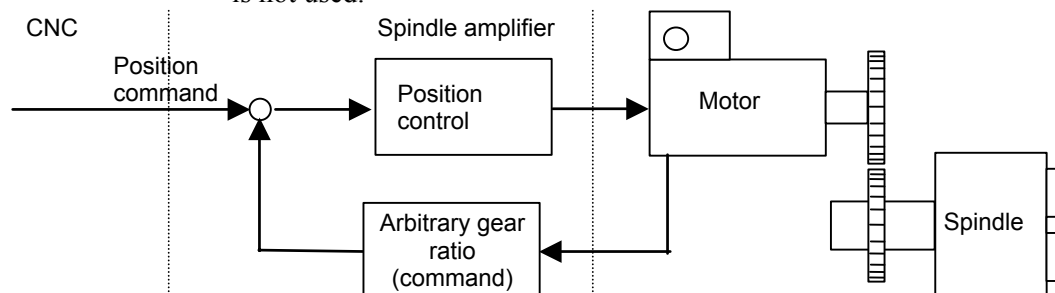 is not used.
CNC
Spindle amplifier
Position
command
Position
control
Motor
Arbitrary gear
ratio
(command)
Spindle